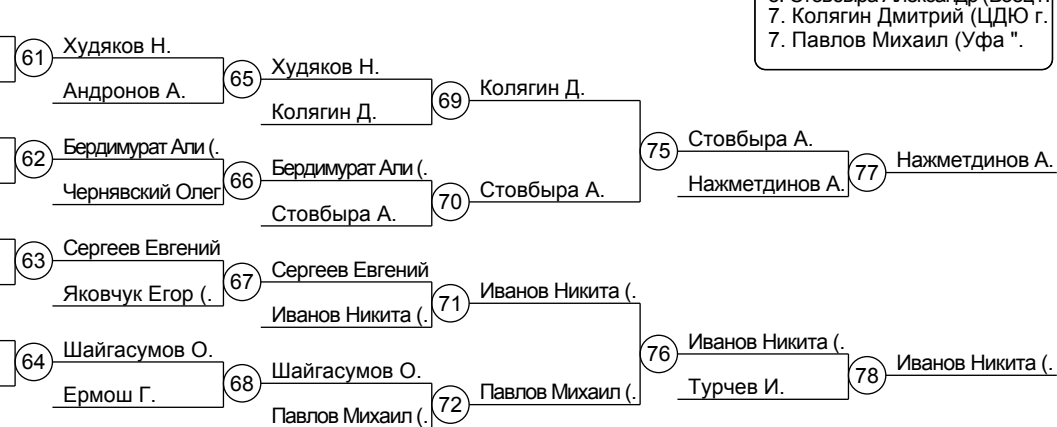 7. Колягин Дмитрий (ЦДЮ г.
7. Павлов Михаил (Уфа ".
61
Худяков Н.
Андронов А.
65
Худяков Н.
Колягин Д.
69
Колягин Д.
62
Бердимурат Али (.
Чернявский Олег
66
Бердимурат Али (.
Стовбыра А.
70
Стовбыра А.
75
Стовбыра А.
Нажметдинов А.
77
Нажметдинов А.
63
Сергеев Евгений
Яковчук Егор (.
67
Сергеев Евгений
Иванов Никита (.
71
Иванов Никита (.
64
Шайгасумов О.
Ермош Г.
68
Шайгасумов О.
Павлов Михаил (.
72
Павлов Михаил (.
76
Иванов Никита (.
Турчев И.
78
Иванов Никита (.